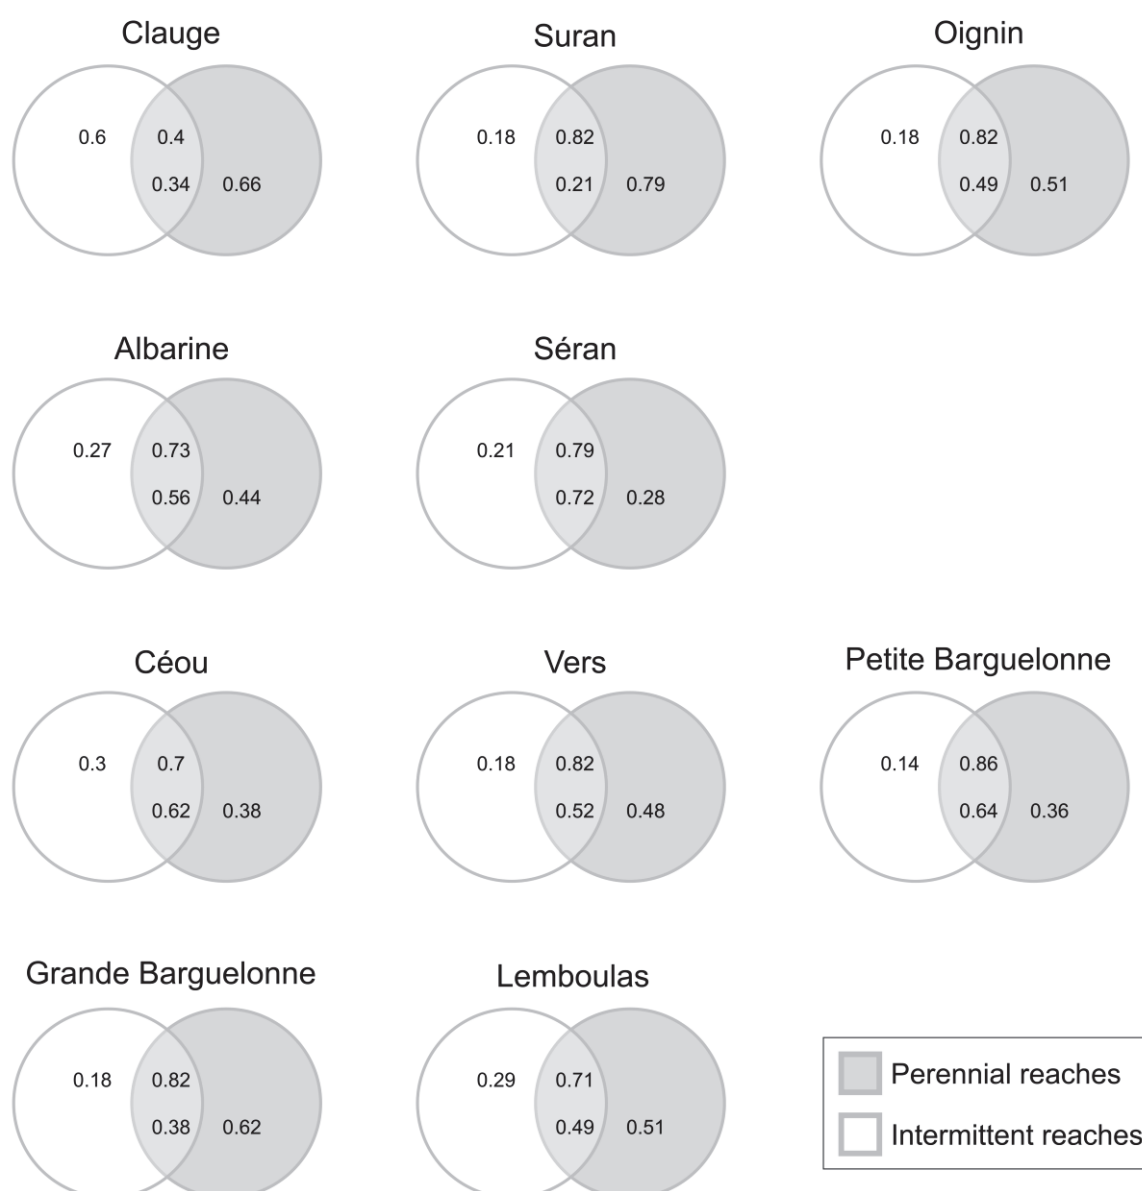 Clauge
0.6 0.4
0.34 0.66
Suran
0.18 0.82
0.21 0.79
Oignin
0.18 0.82
0.49 0.51
Albarine
0.27 0.73
0.56 0.44
Séran
0.21 0.79
0.72 0.28
Céou
0.3 0.7
0.62 0.38
Vers
0.18 0.82
0.52 0.48
Petite Barguelonne
0.14 0.86
0.64 0.36
Grande Barguelonne
0.18 0.82
0.38 0.62
Lemboulas
0.29 0.71
0.49 0.51
Perennial reaches
Intermittent reaches